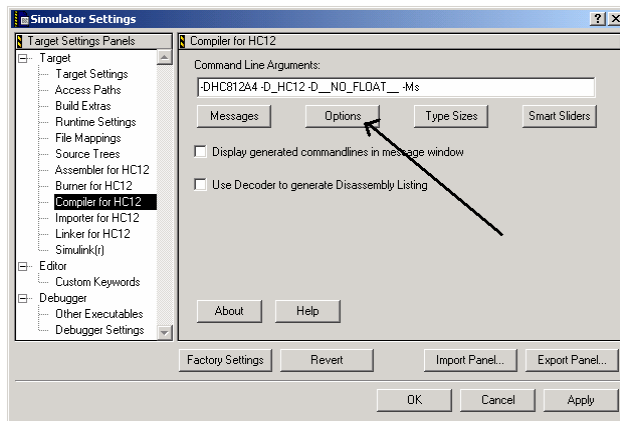 Simulator Settings
Target Settings Panels
Target
Target Settings
Access Paths
Build Extras
Runtime Settings
File Mappings
Source Trees
Assembler for HC12
Burner for HC12
Compiler for HC12
Importer for HC12
Linker for HC12
Simulink(r)
Editor
Custom Keywords
Debugger
Other Executables
Debugger Settings
Compiler for HC12
Command Line Arguments:
-DHC812A4 -D_HC12 -D__NO_FLOAT__ -Ms
Messages Options Type Sizes Smart Sliders
Display generated commandlines in message window
Use Decoder to generate Disassembly Listing
About Help
Factory Settings Revert Import Panel... Export Panel...
OK Cancel Apply